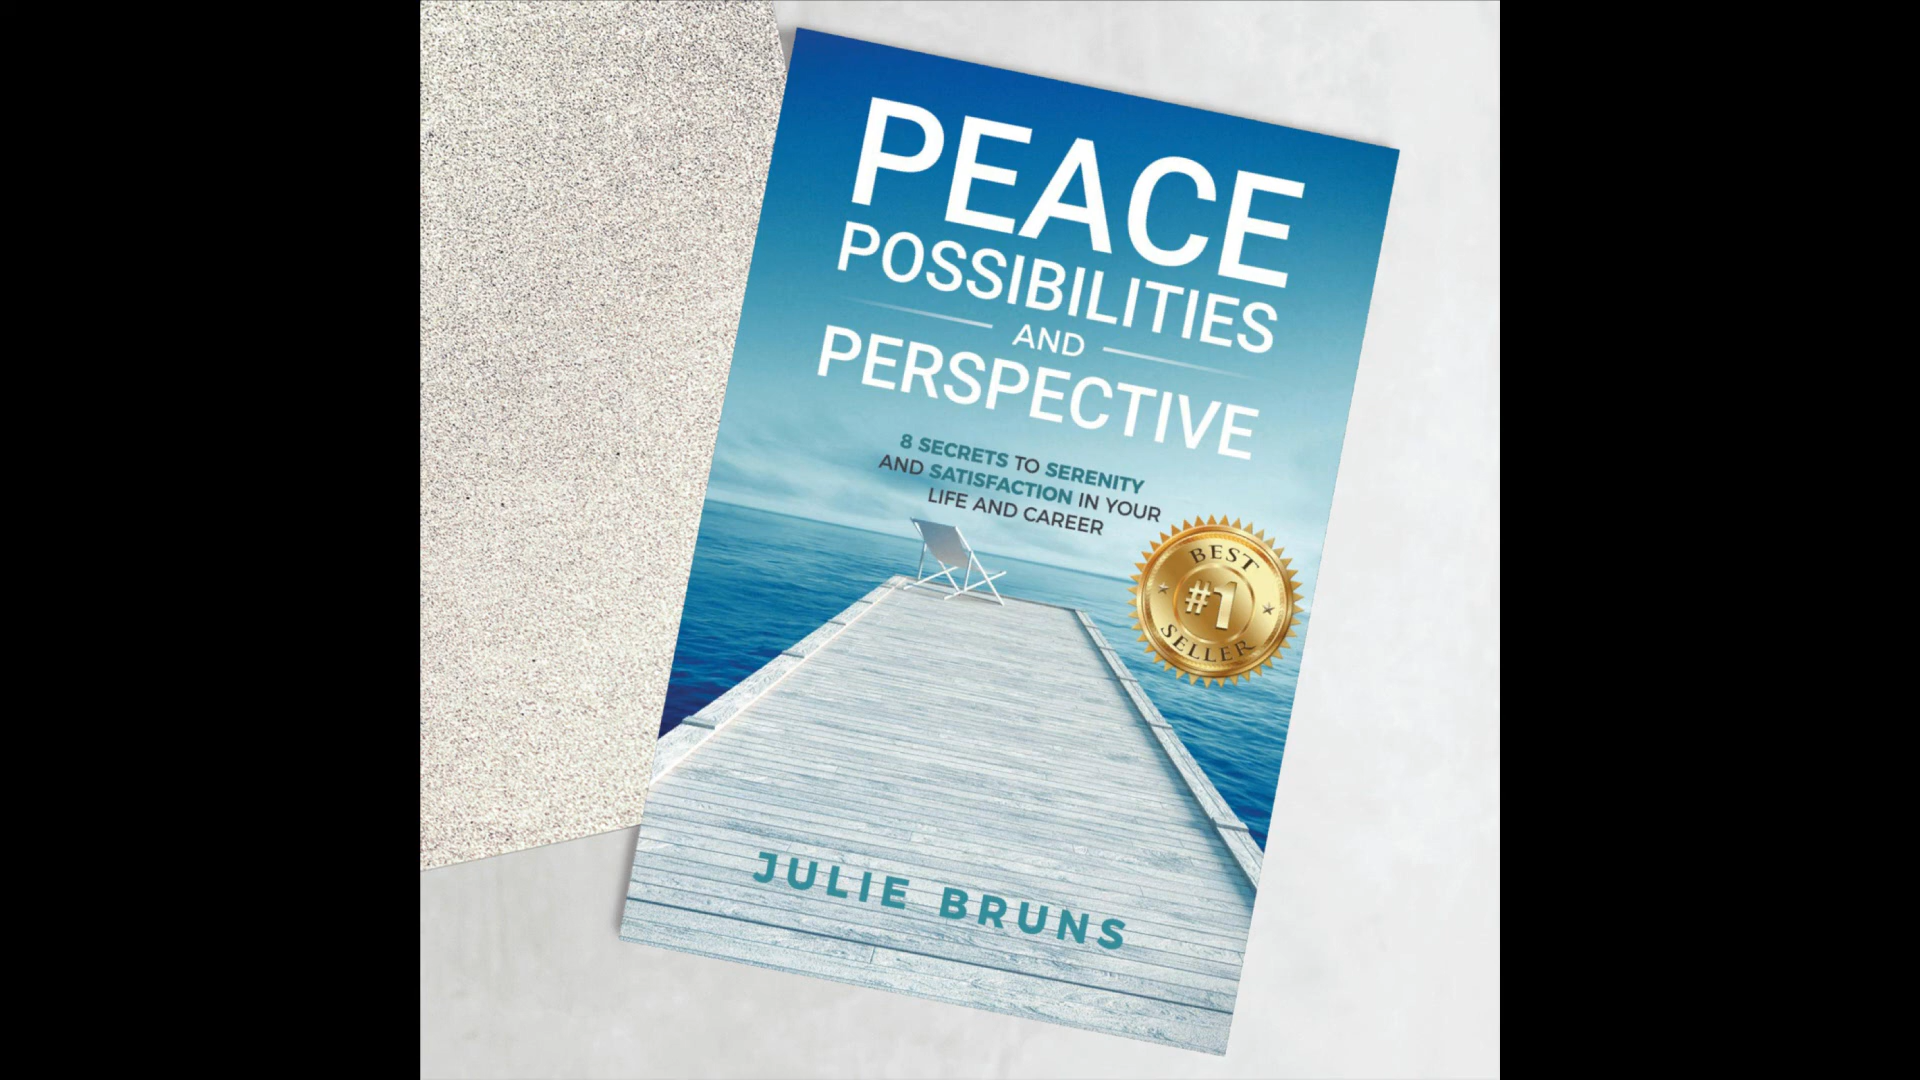 PEACE
POSSIBILITIES
AND
PERSPECTIVE
8 SECRETS TO SERENITY
AND SATISFACTION IN YOUR
LIFE AND CAREER
BEST
#1
SELLER
JULIE BRUNS